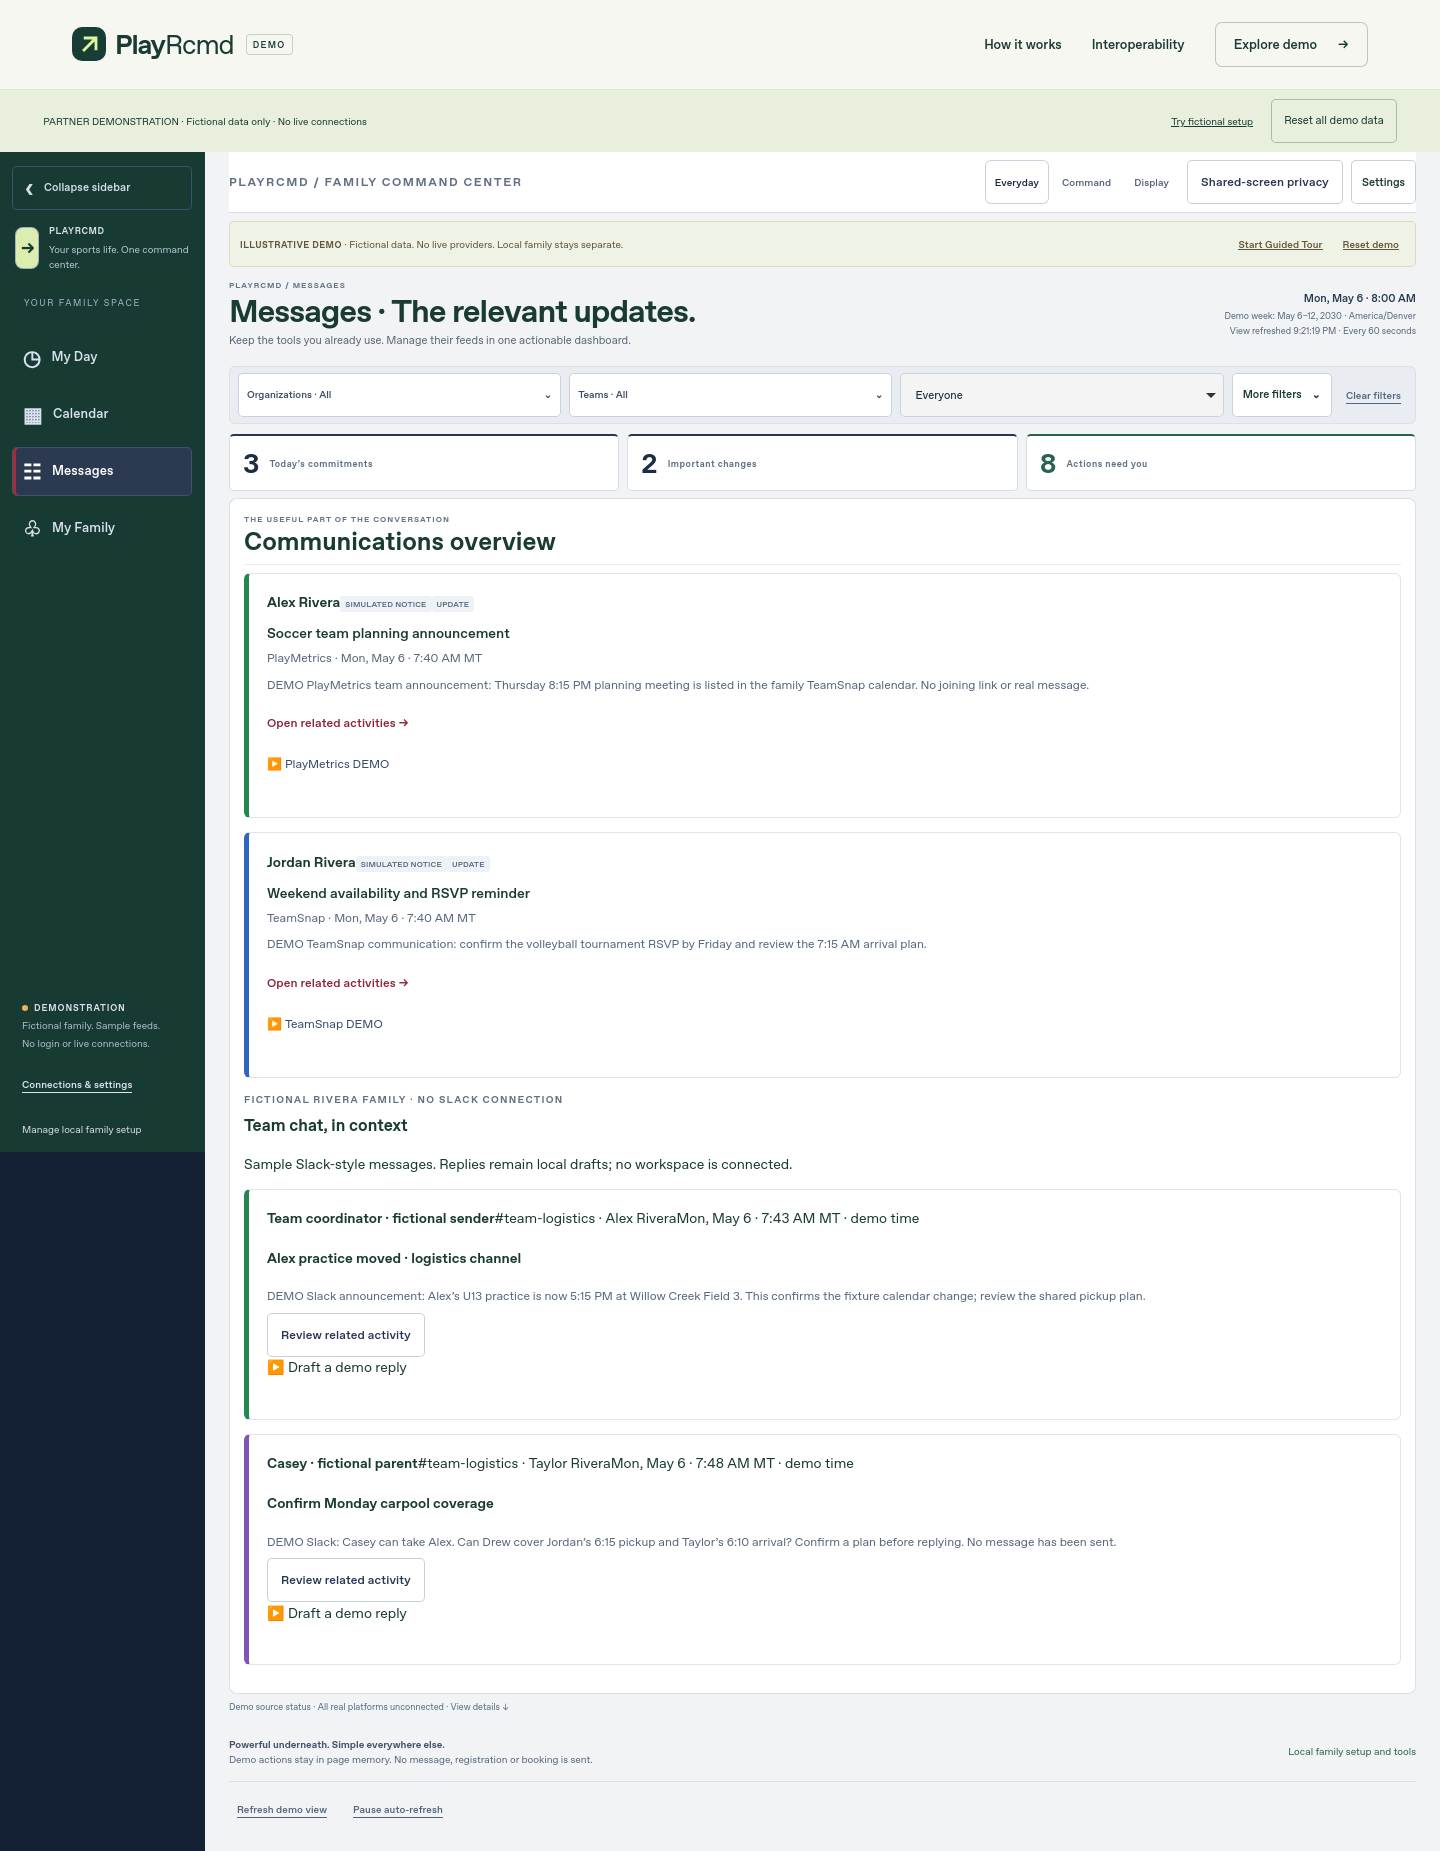 PlayRcmd DEMO
How it works Interoperability Explore demo →
PARTNER DEMONSTRATION · Fictional data only · No live connections
Try fictional setup Reset all demo data
Collapse sidebar
PLAYRCMD
Your sports life. One command
center.
YOUR FAMILY SPACE
My Day
Calendar
Messages
My Family
DEMONSTRATION
Fictional family. Sample feeds.
No login or live connections.
Connections & settings
Manage local family setup
PLAYRCMD / FAMILY COMMAND CENTER
Everyday Command Display Shared-screen privacy Settings
ILLUSTRATIVE DEMO · Fictional data. No live providers. Local family stays separate.
Start Guided Tour Reset demo
PLAYRCMD / MESSAGES
Messages · The relevant updates.
Keep the tools you already use. Manage their feeds in one actionable dashboard.
Mon, May 6 · 8:00 AM
Demo week: May 6–12, 2030 · America/Denver
View refreshed 9:21:19 PM · Every 60 seconds
Organizations · All Teams · All Everyone More filters Clear filters
3 Today's commitments
2 Important changes
8 Actions need you
THE USEFUL PART OF THE CONVERSATION
Communications overview
Alex Rivera SIMULATED NOTICE UPDATE
Soccer team planning announcement
PlayMetrics · Mon, May 6 · 7:40 AM MT
DEMO PlayMetrics team announcement: Thursday 8:15 PM planning meeting is listed in the family TeamSnap calendar. No joining link or real message.
Open related activities →
▶ PlayMetrics DEMO
Jordan Rivera SIMULATED NOTICE UPDATE
Weekend availability and RSVP reminder
TeamSnap · Mon, May 6 · 7:40 AM MT
DEMO TeamSnap communication: confirm the volleyball tournament RSVP by Friday and review the 7:15 AM arrival plan.
Open related activities →
▶ TeamSnap DEMO
FICTIONAL RIVERA FAMILY · NO SLACK CONNECTION
Team chat, in context
Sample Slack-style messages. Replies remain local drafts; no workspace is connected.
Team coordinator · fictional sender#team-logistics · Alex RiveraMon, May 6 · 7:43 AM MT · demo time
Alex practice moved · logistics channel
DEMO Slack announcement: Alex’s U13 practice is now 5:15 PM at Willow Creek Field 3. This confirms the fixture calendar change; review the shared pickup plan.
Review related activity
▶ Draft a demo reply
Casey · fictional parent#team-logistics · Taylor RiveraMon, May 6 · 7:48 AM MT · demo time
Confirm Monday carpool coverage
DEMO Slack: Casey can take Alex. Can Drew cover Jordan’s 6:15 pickup and Taylor’s 6:10 arrival? Confirm a plan before replying. No message has been sent.
Review related activity
▶ Draft a demo reply
Demo source status · All real platforms unconnected · View details ↓
Powerful underneath. Simple everywhere else.
Demo actions stay in page memory. No message, registration or booking is sent.
Local family setup and tools
Refresh demo view Pause auto-refresh